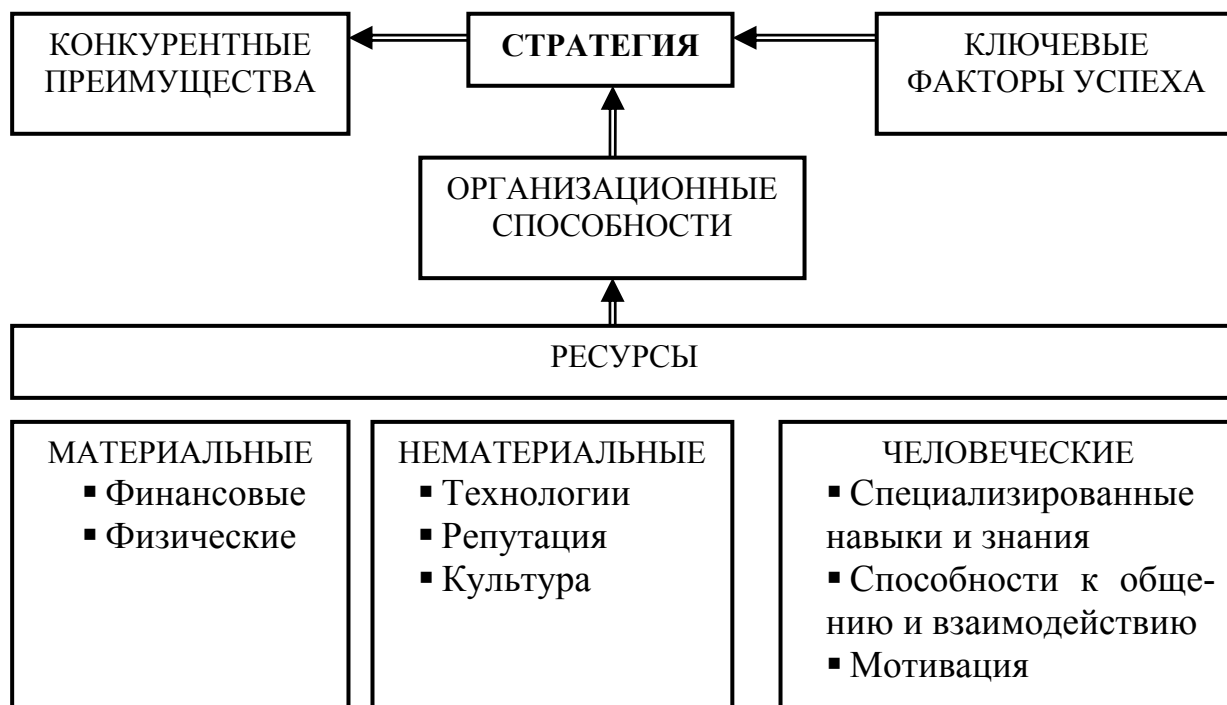 КОНКУРЕНТНЫЕ
ПРЕИМУЩЕСТВА
СТРАТЕГИЯ
КЛЮЧЕВЫЕ
ФАКТОРЫ УСПЕХА
ОРГАНИЗАЦИОННЫЕ
СПОСОБНОСТИ
РЕСУРСЫ
МАТЕРИАЛЬНЫЕ
▪ Финансовые
▪ Физические
НЕМАТЕРИАЛЬНЫЕ
▪ Технологии
▪ Репутация
▪ Культура
ЧЕЛОВЕЧЕСКИЕ
▪ Специализированные
навыки и знания
▪ Способности к обще-
нию и взаимодействию
▪ Мотивация